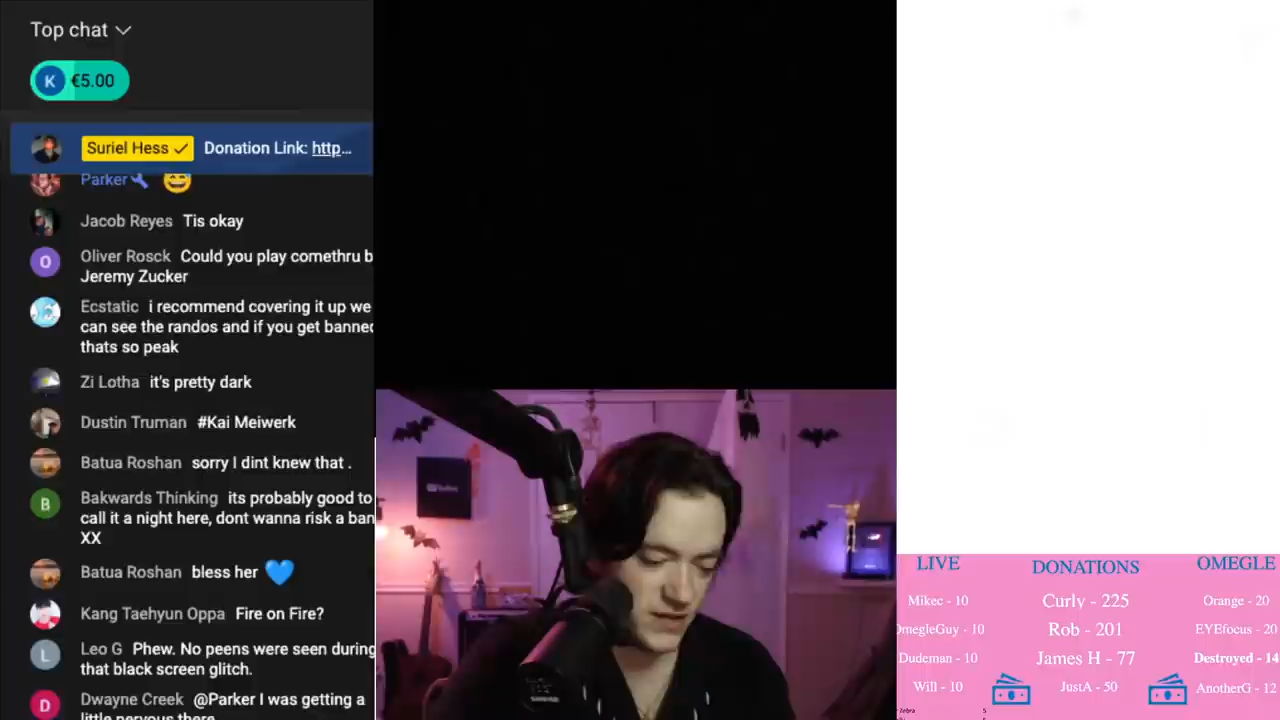 Top chat
K €5.00
Suriel Hess Donation Link: http...
Parker
Jacob Reyes Tis okay
O Oliver Rosck Could you play comethru b
Jeremy Zucker
Ecstatic i recommend covering it up we
can see the randos and if you get banned
thats so peak
Zi Lotha it's pretty dark
Dustin Truman #Kai Meiwerk
Batua Roshan sorry I dint knew that .
B Bakwards Thinking its probably good to
call it a night here, dont wanna risk a ban
XX
Batua Roshan bless her
Kang Taehyun Oppa Fire on Fire?
L Leo G Phew. No peens were seen during
that black screen glitch.
D Dwayne Creek @Parker I was getting a
little nervous there
LIVE
Mikec - 10
OmegleGuy - 10
Dudeman - 10
Will - 10
DONATIONS
Curly - 225
Rob - 201
James H - 77
JustA - 50
OMEGLE
Orange - 20
EYEfocus - 20
Destroyed - 14
AnotherG - 12